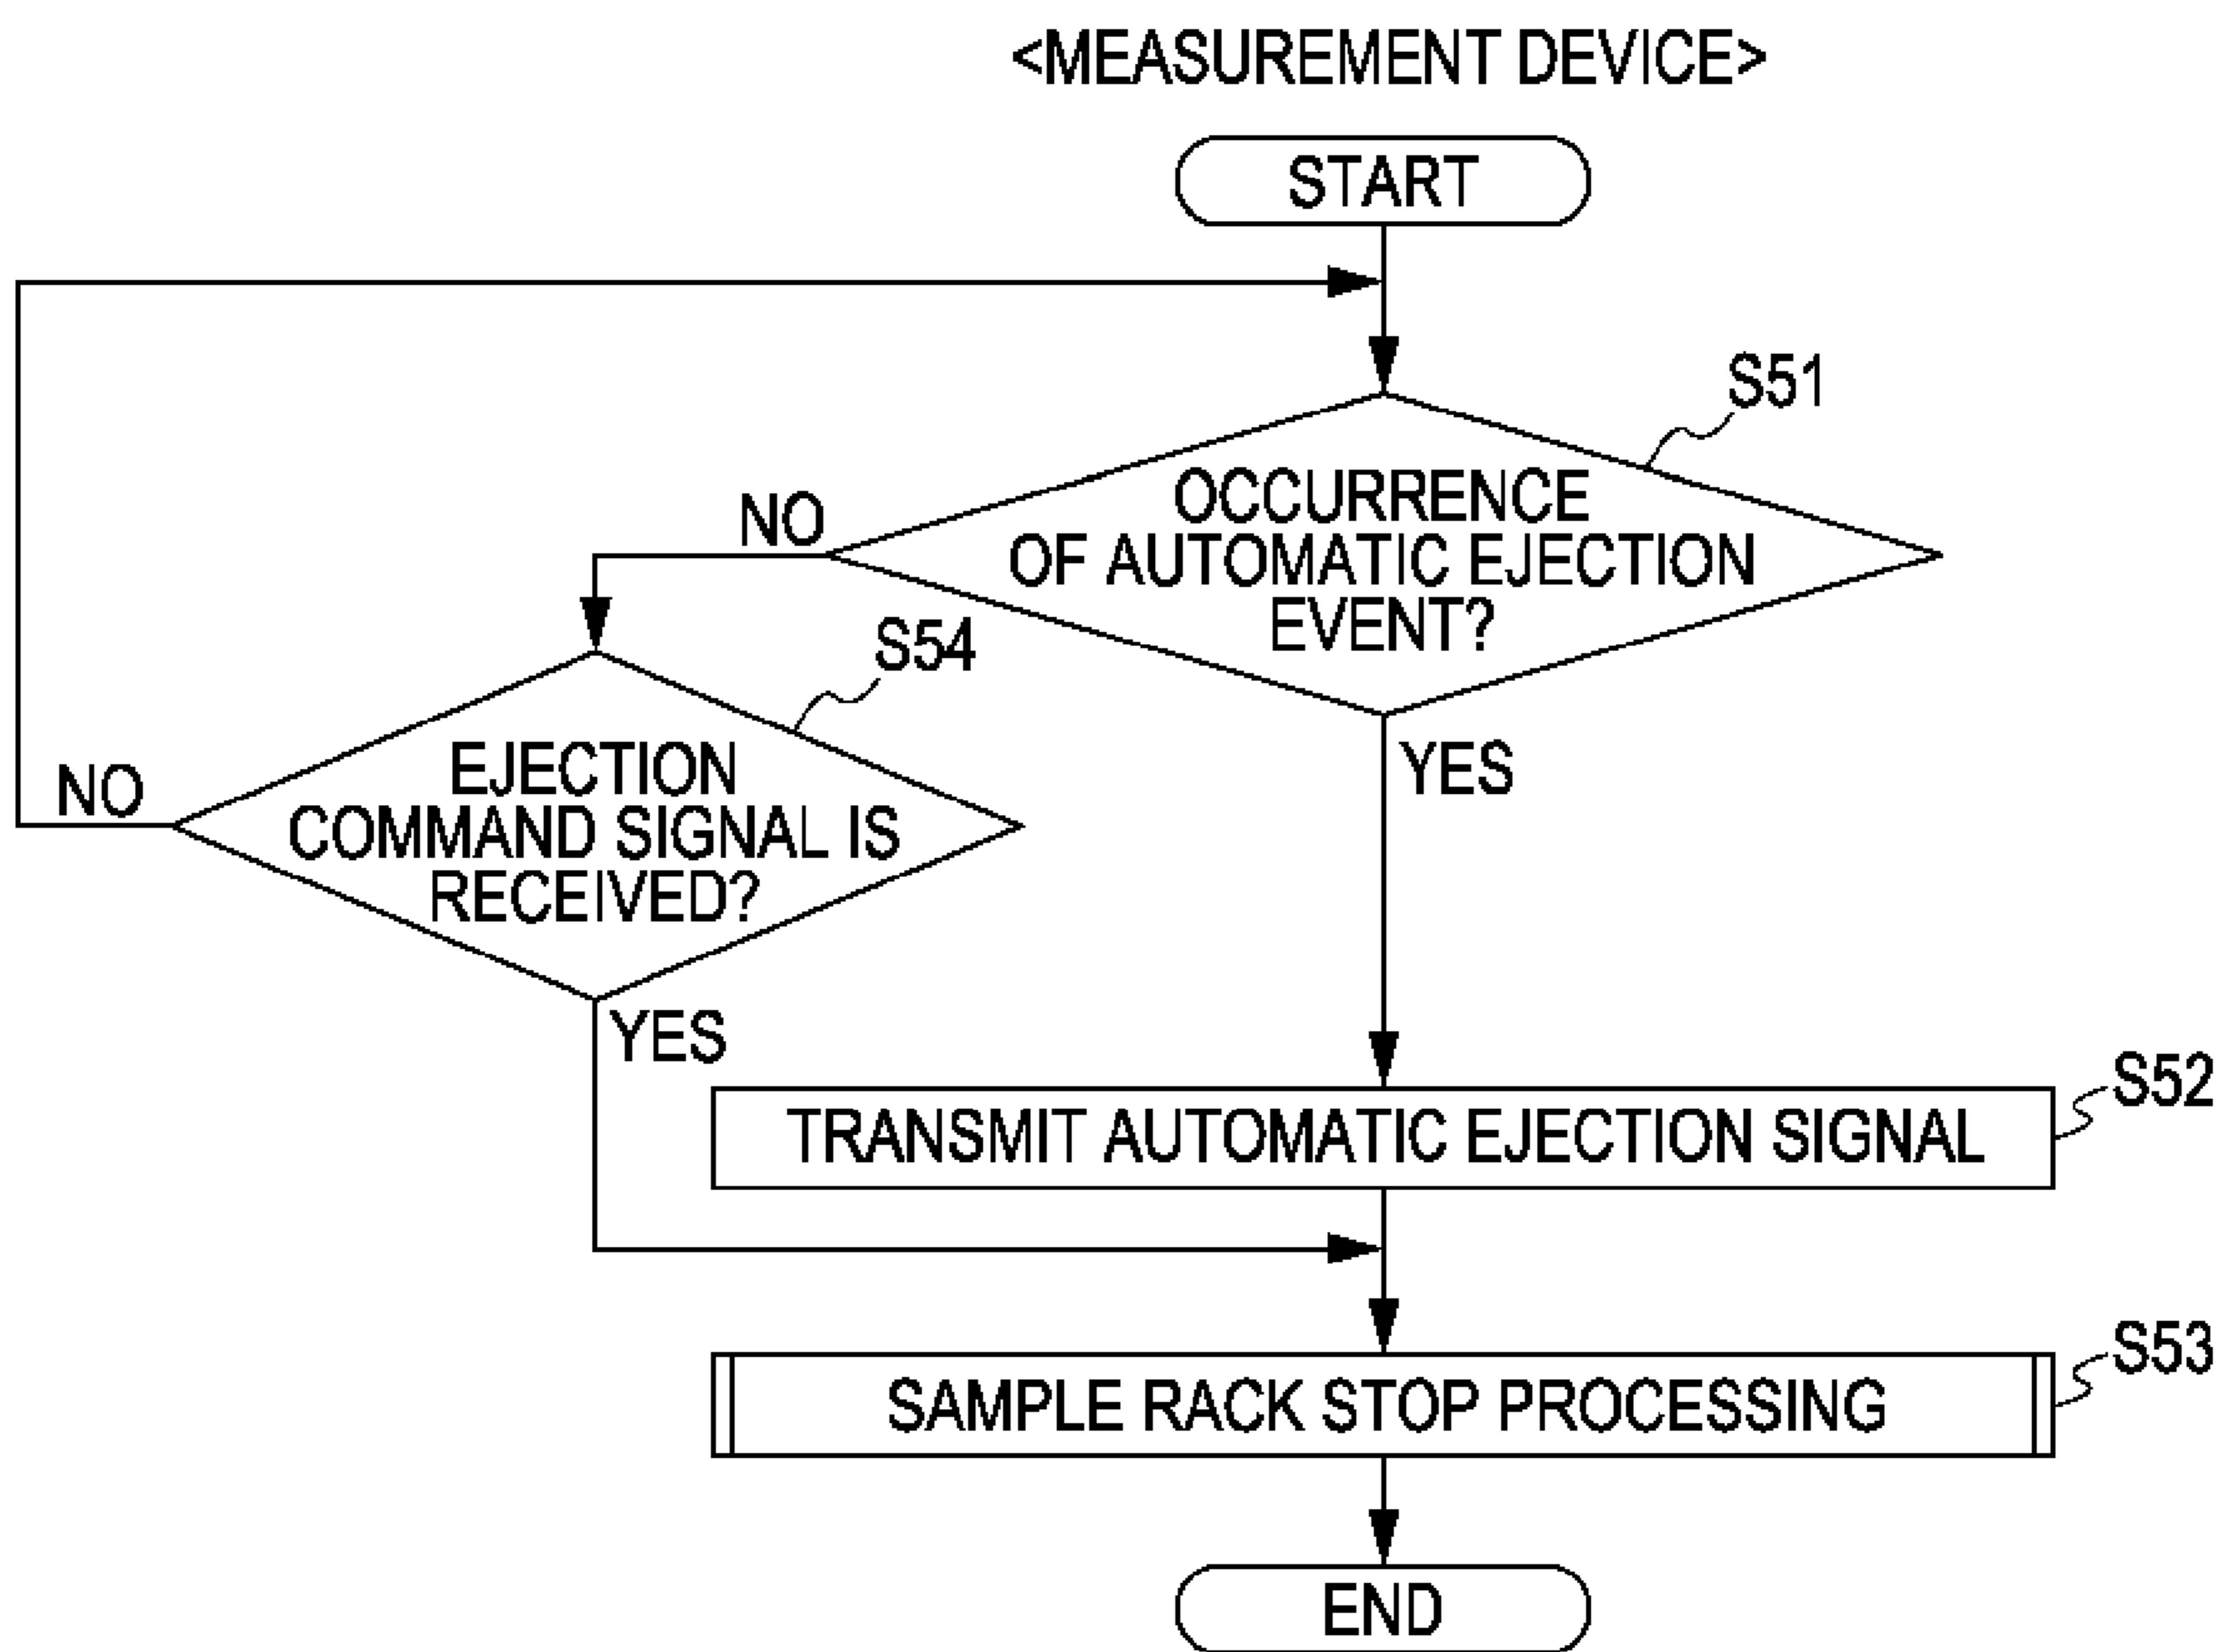 <MEASUREMENT DEVICE>
START
S51
OCCURRENCE
OF AUTOMATIC EJECTION
EVENT?
NO
YES
S54
EJECTION
COMMAND SIGNAL IS
RECEIVED?
NO
YES
S52
TRANSMIT AUTOMATIC EJECTION SIGNAL
S53
SAMPLE RACK STOP PROCESSING
END